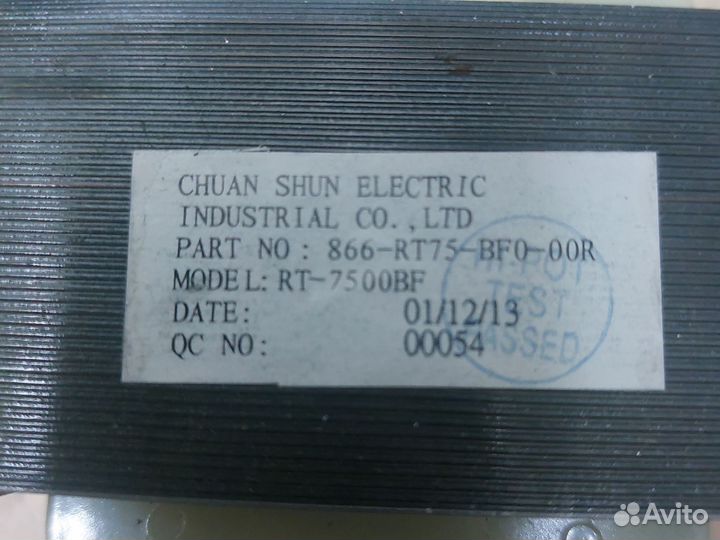 CHUAN SHUN ELECTRIC
INDUSTRIAL CO.,LTD
PART NO: 866-RT75-BF0-00R
MODEL: RT-7500BF
DATE: 01/12/13
QC NO: 00054
HI-POT
TEST
PASSED
Avito